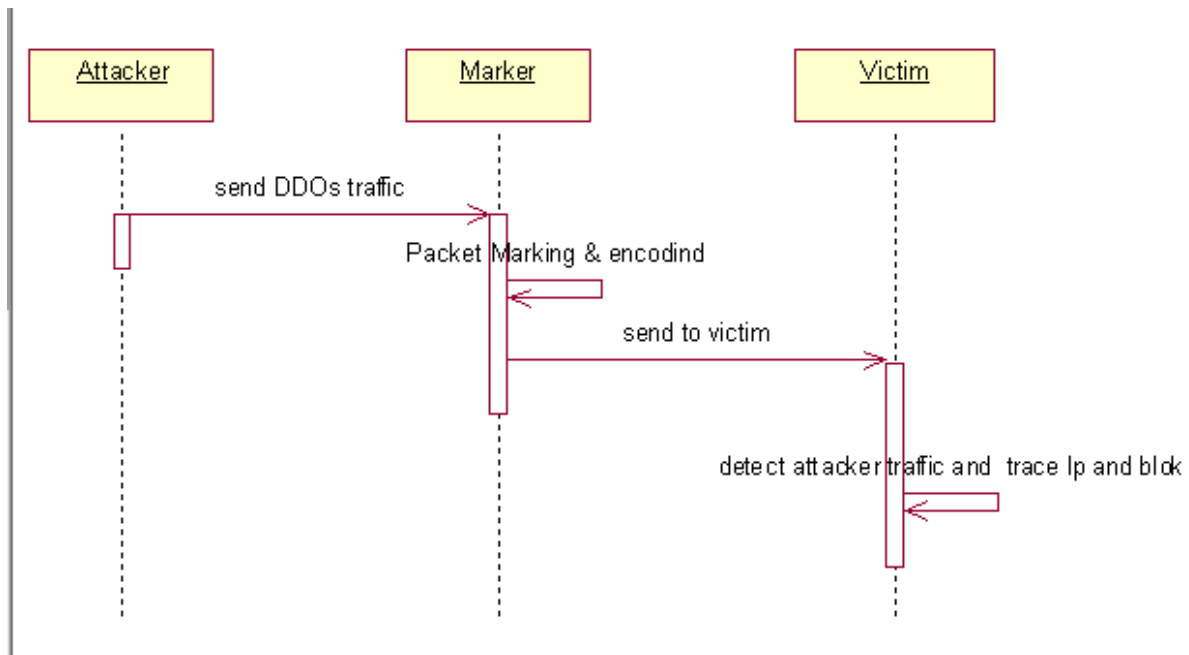 Attacker
Marker
Victim
send DDOs traffic
Packet Marking & encodind
send to victim
detect attacker traffic and trace Ip and blok